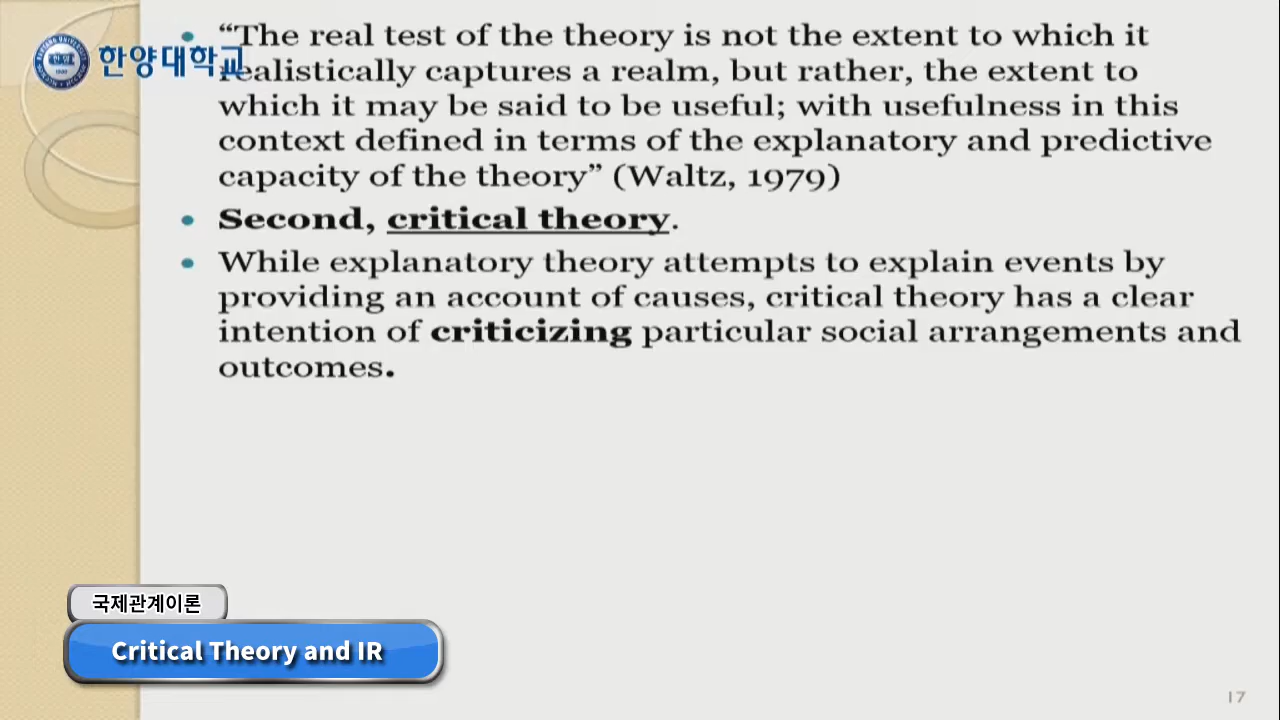 한양대학교
“The real test of the theory is not the extent to which it
realistically captures a realm, but rather, the extent to
which it may be said to be useful; with usefulness in this
context defined in terms of the explanatory and predictive
capacity of the theory” (Waltz, 1979)
Second, critical theory.
While explanatory theory attempts to explain events by
providing an account of causes, critical theory has a clear
intention of criticizing particular social arrangements and
outcomes.
국제관계이론
Critical Theory and IR
17